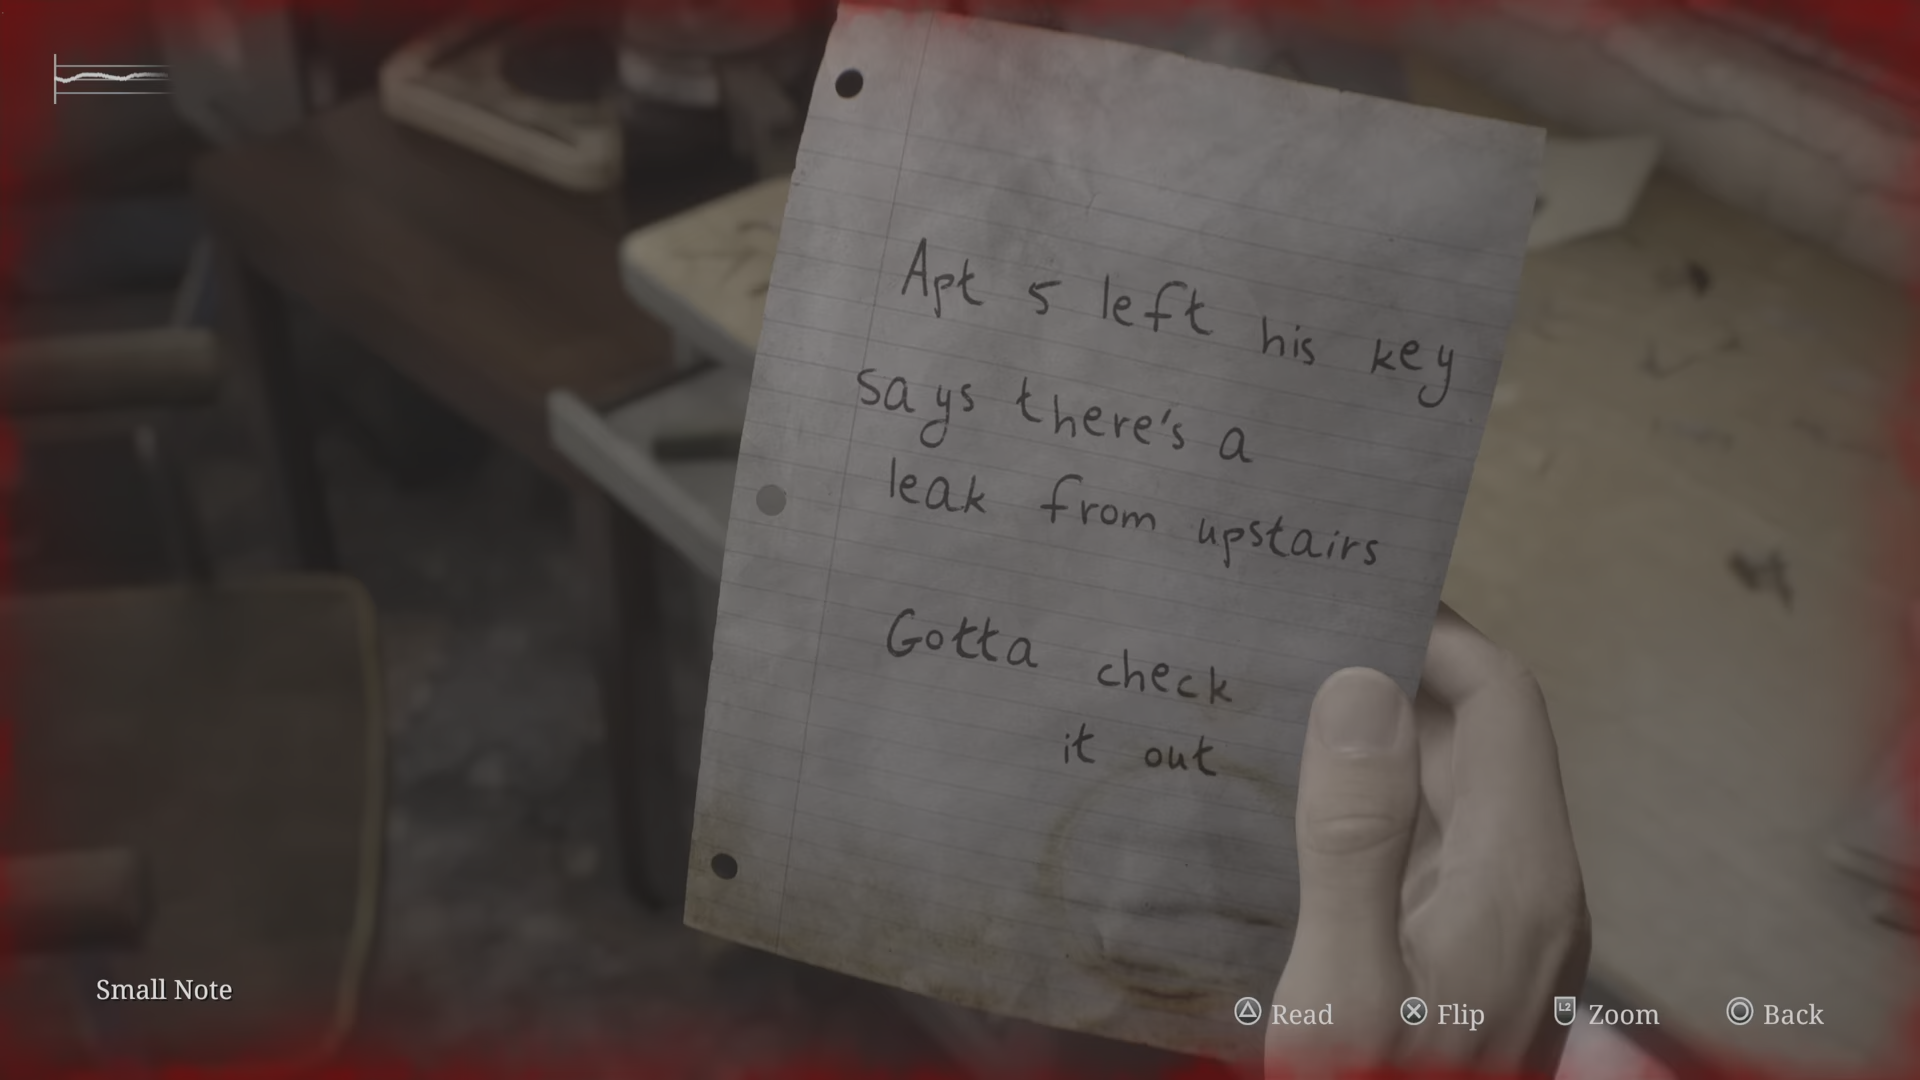 Apt 5 left his key
says there's a
leak from upstairs
Gotta check
it out
Small Note
Read
Flip
L2 Zoom
Back